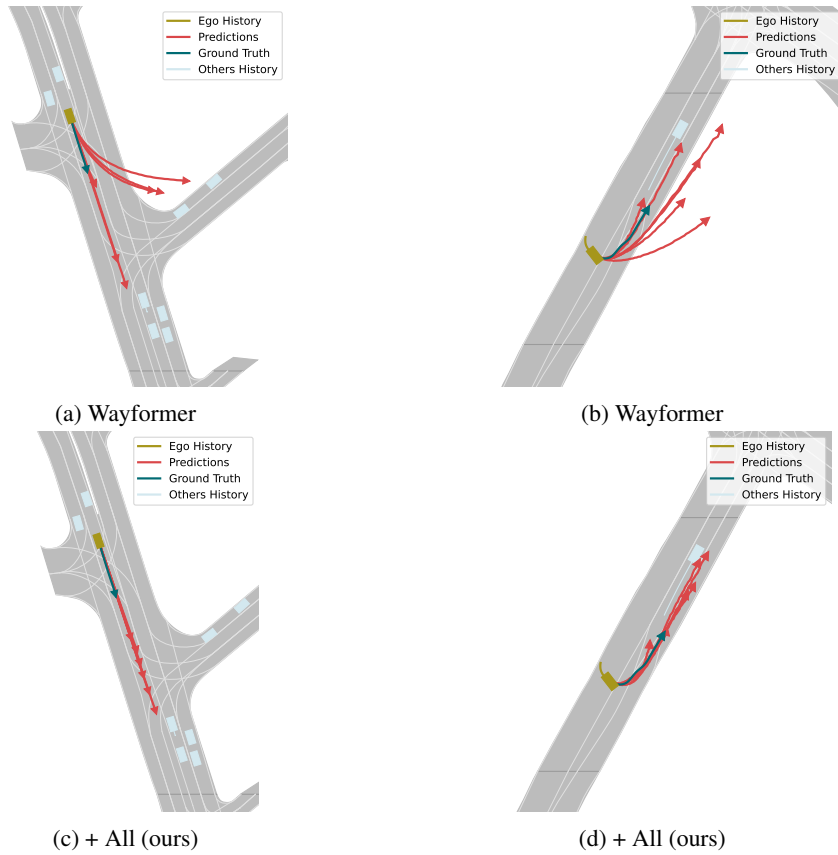 Ego History
Predictions
Ground Truth
Others History
Ego History
Predictions
Ground Truth
Others History
(a) Wayformer
(b) Wayformer
Ego History
Predictions
Ground Truth
Others History
Ego History
Predictions
Ground Truth
Others History
(c) + All (ours)
(d) + All (ours)